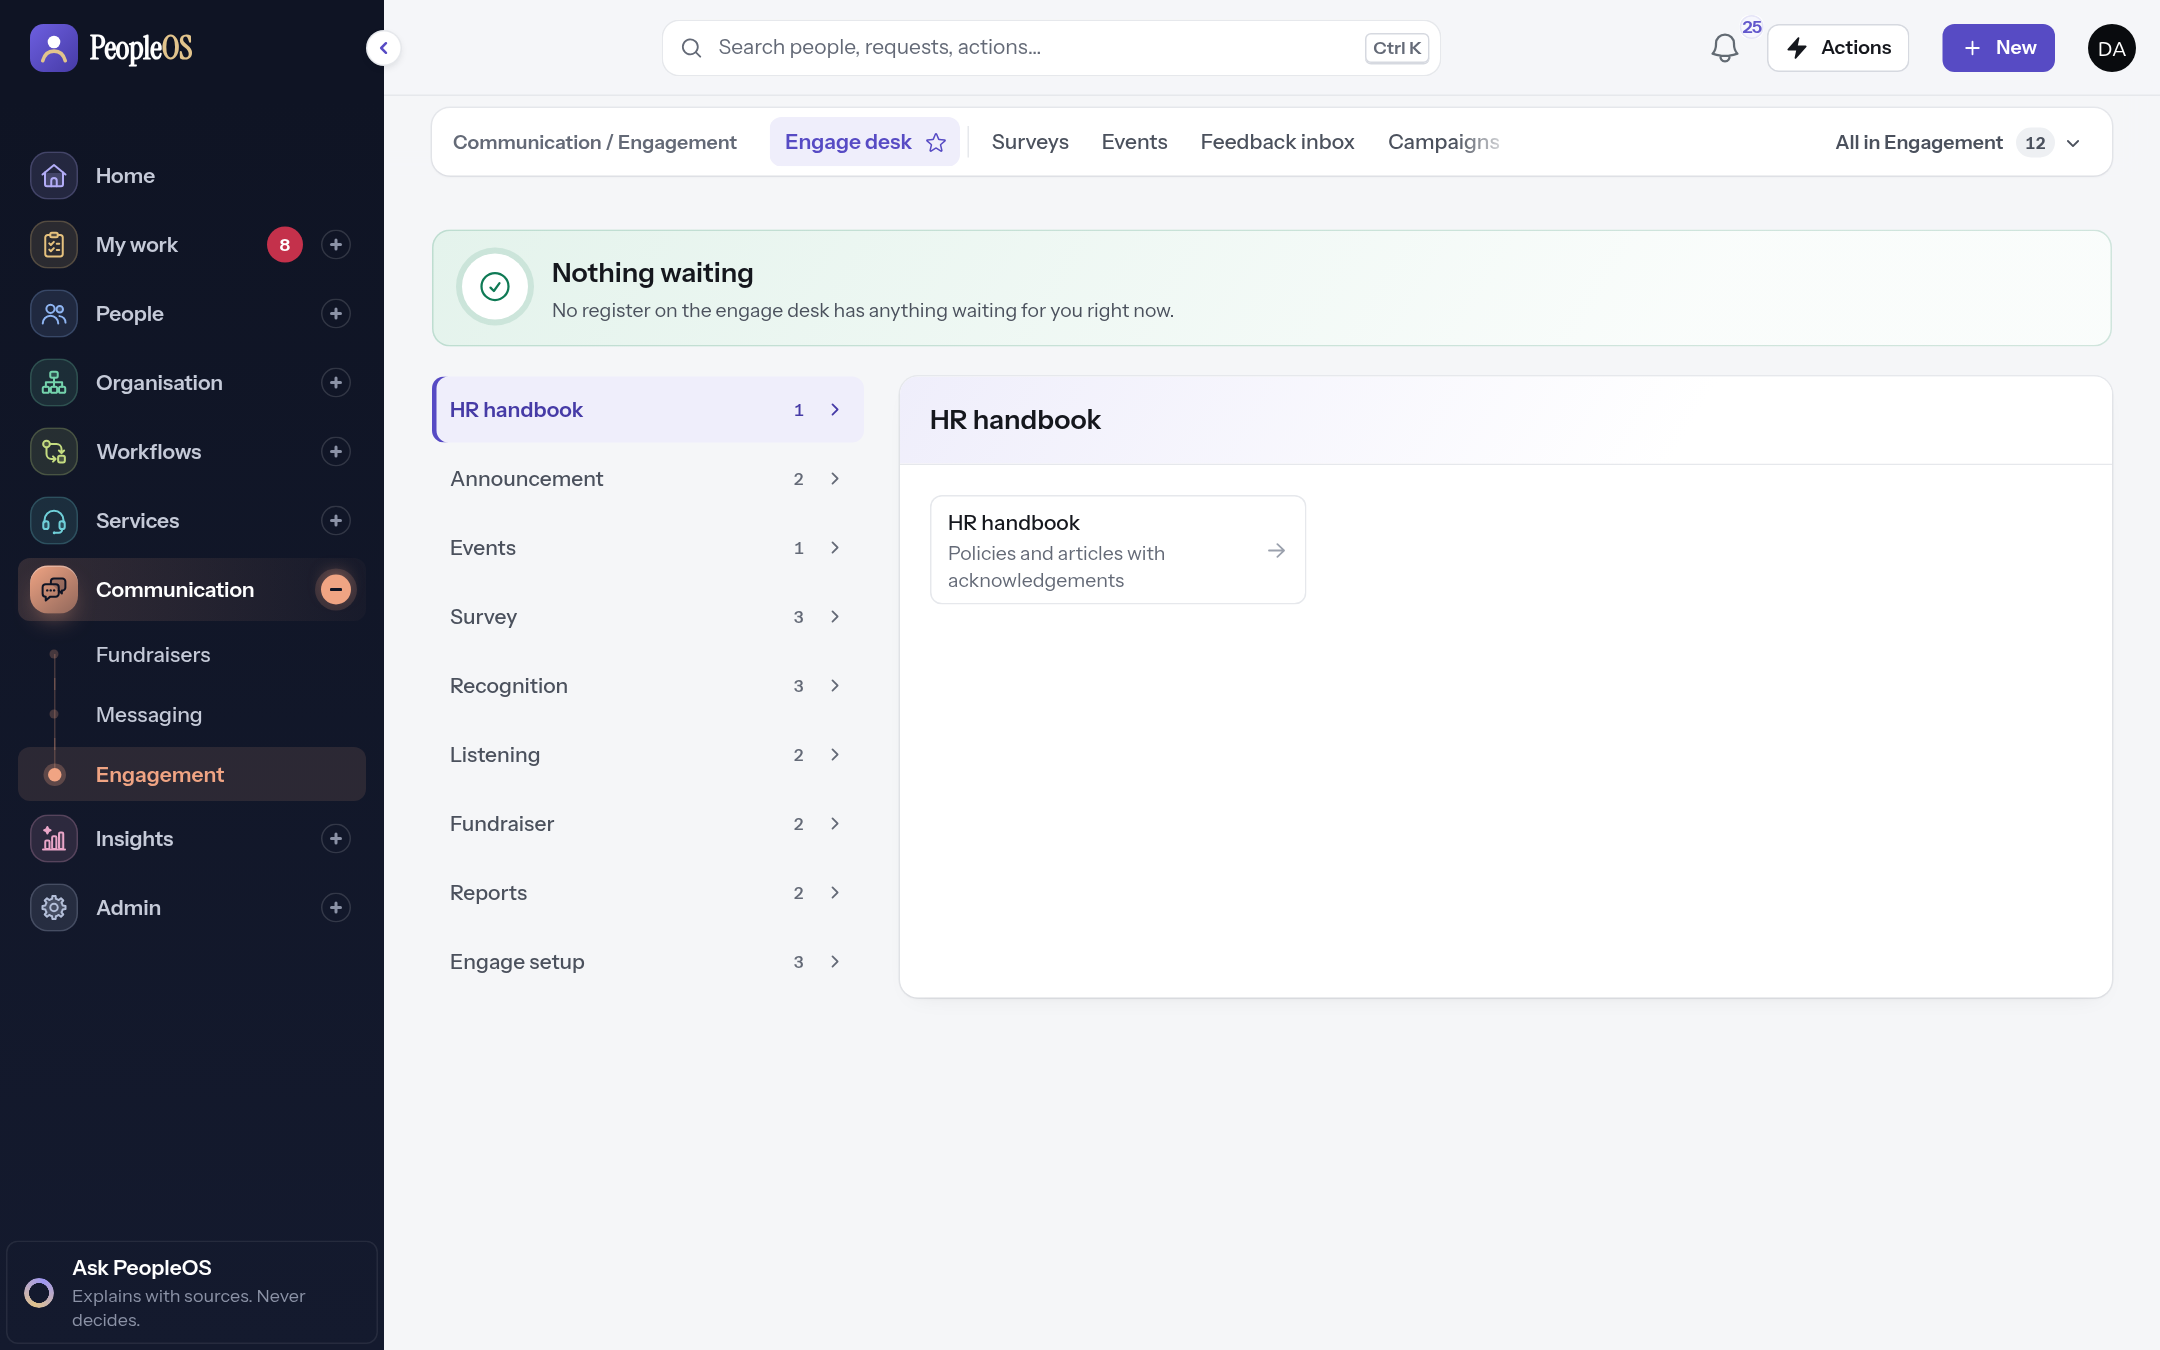 PeopleOS
Search people, requests, actions...
Ctrl K
25
Actions
New
DA
Home
My work
8
People
Organisation
Workflows
Services
Communication
Fundraisers
Messaging
Engagement
Insights
Admin
Ask PeopleOS
Explains with sources. Never
decides.
Communication / Engagement
Engage desk
Surveys
Events
Feedback inbox
Campaigns
All in Engagement
12
Nothing waiting
No register on the engage desk has anything waiting for you right now.
HR handbook 1
Announcement 2
Events 1
Survey 3
Recognition 3
Listening 2
Fundraiser 2
Reports 2
Engage setup 3
HR handbook
HR handbook
Policies and articles with
acknowledgements